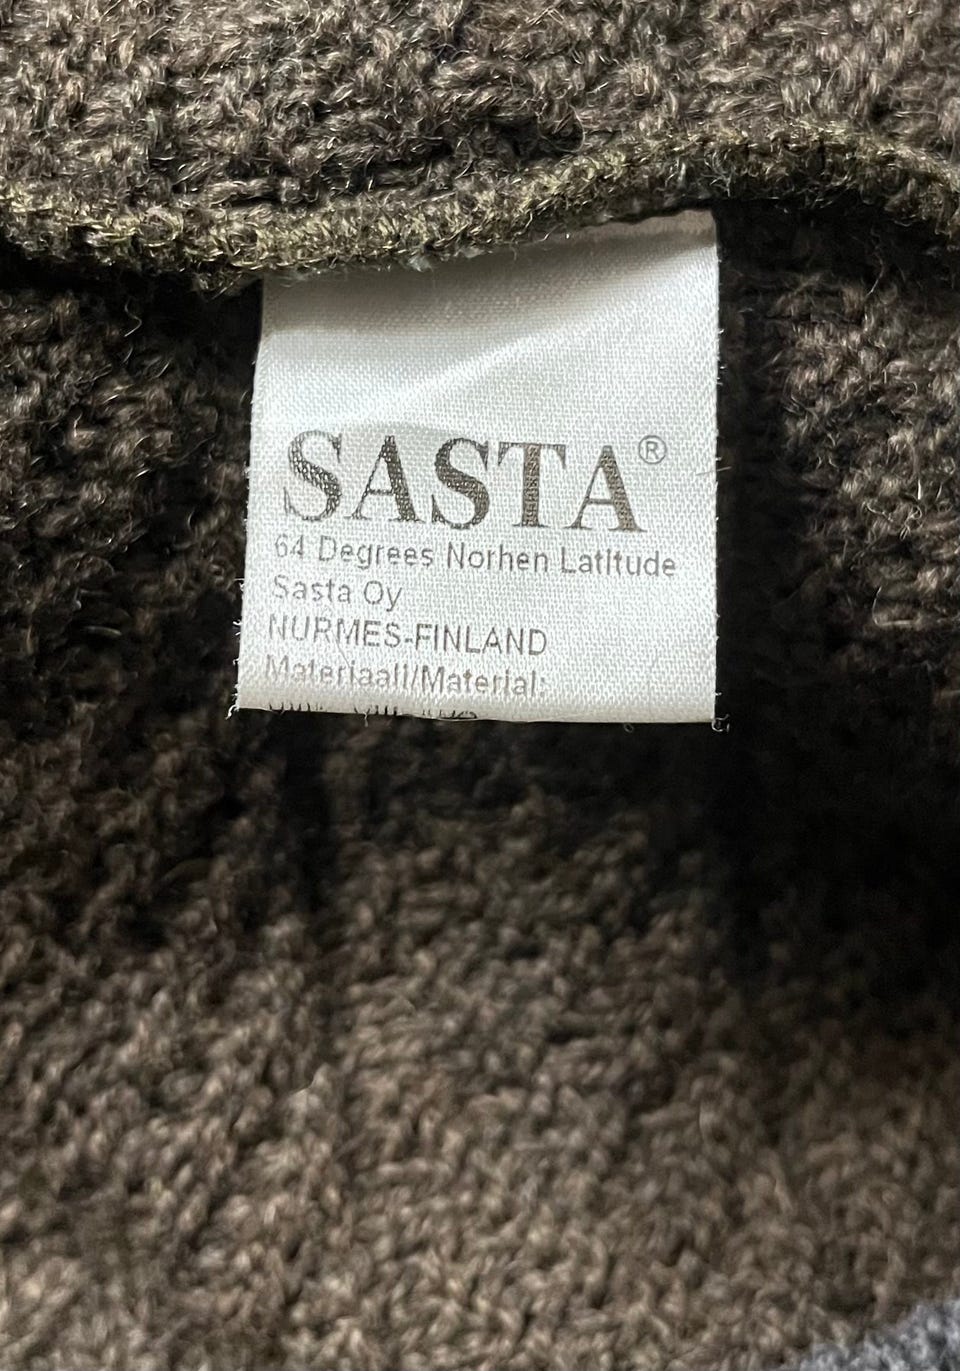 SASTA®
64 Degrees Norhen Latitude
Sasta Oy
NURMES-FINLAND
Materiaali/Material: